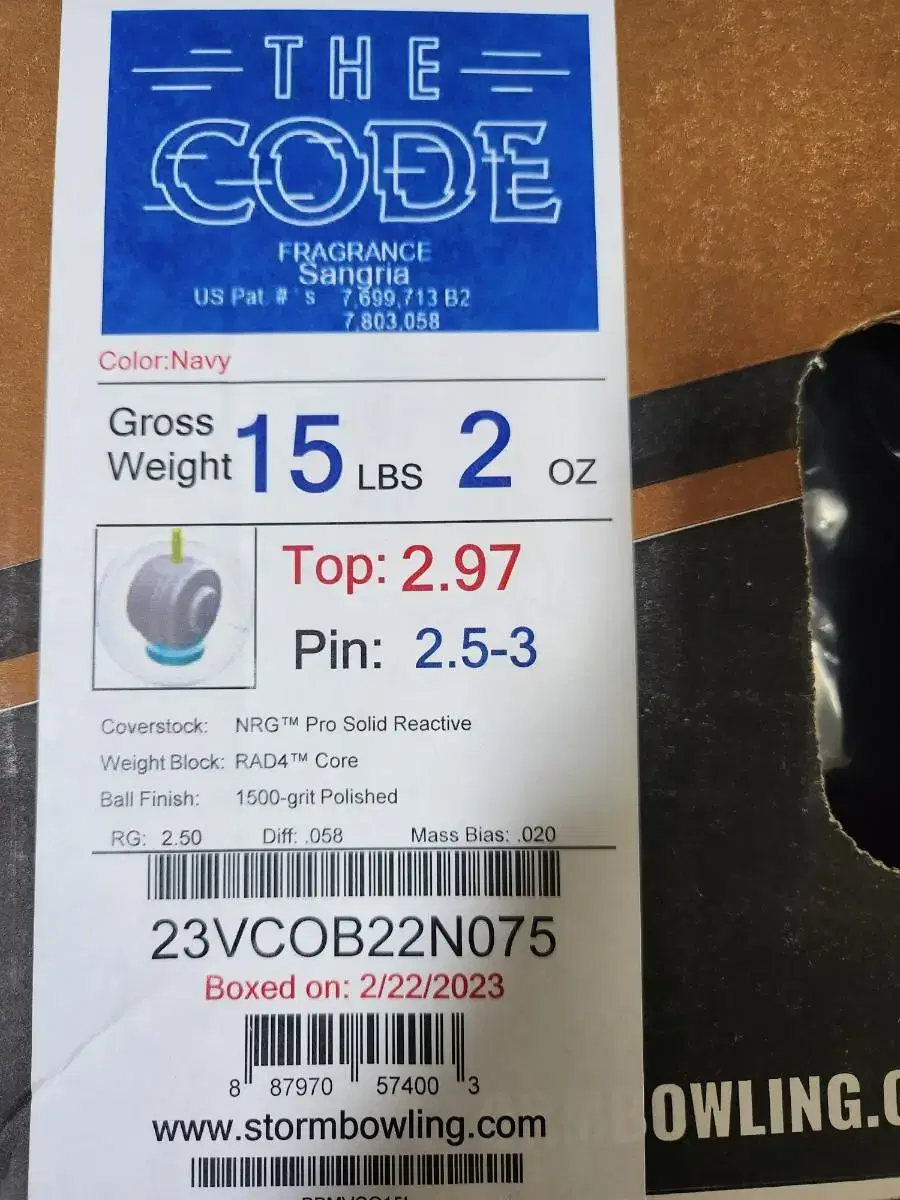 THE
CODE
FRAGRANCE
Sangria
US Pat. #'s 7,699,713 B2
7,803,058
Color:Navy
Gross Weight 15 LBS 2 OZ
Top: 2.97
Pin: 2.5-3
Coverstock: NRG™ Pro Solid Reactive
Weight Block: RAD4™ Core
Ball Finish: 1500-grit Polished
RG: 2.50 Diff: .058 Mass Bias: .020
23VCOB22N075
Boxed on: 2/22/2023
8 87970 57400 3
www.stormbowling.com
BOWLING.C